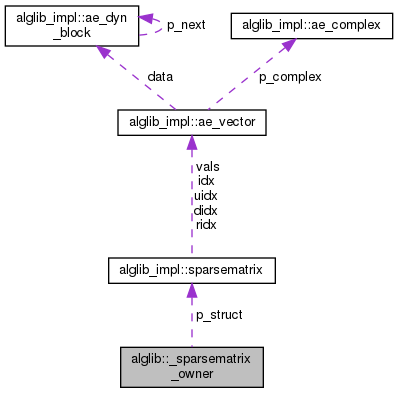 alglib_impl::ae_dyn
_block
p_next
alglib_impl::ae_complex
data
p_complex
alglib_impl::ae_vector
vals
idx
uidx
didx
ridx
alglib_impl::sparsematrix
p_struct
alglib::_sparsematrix
_owner